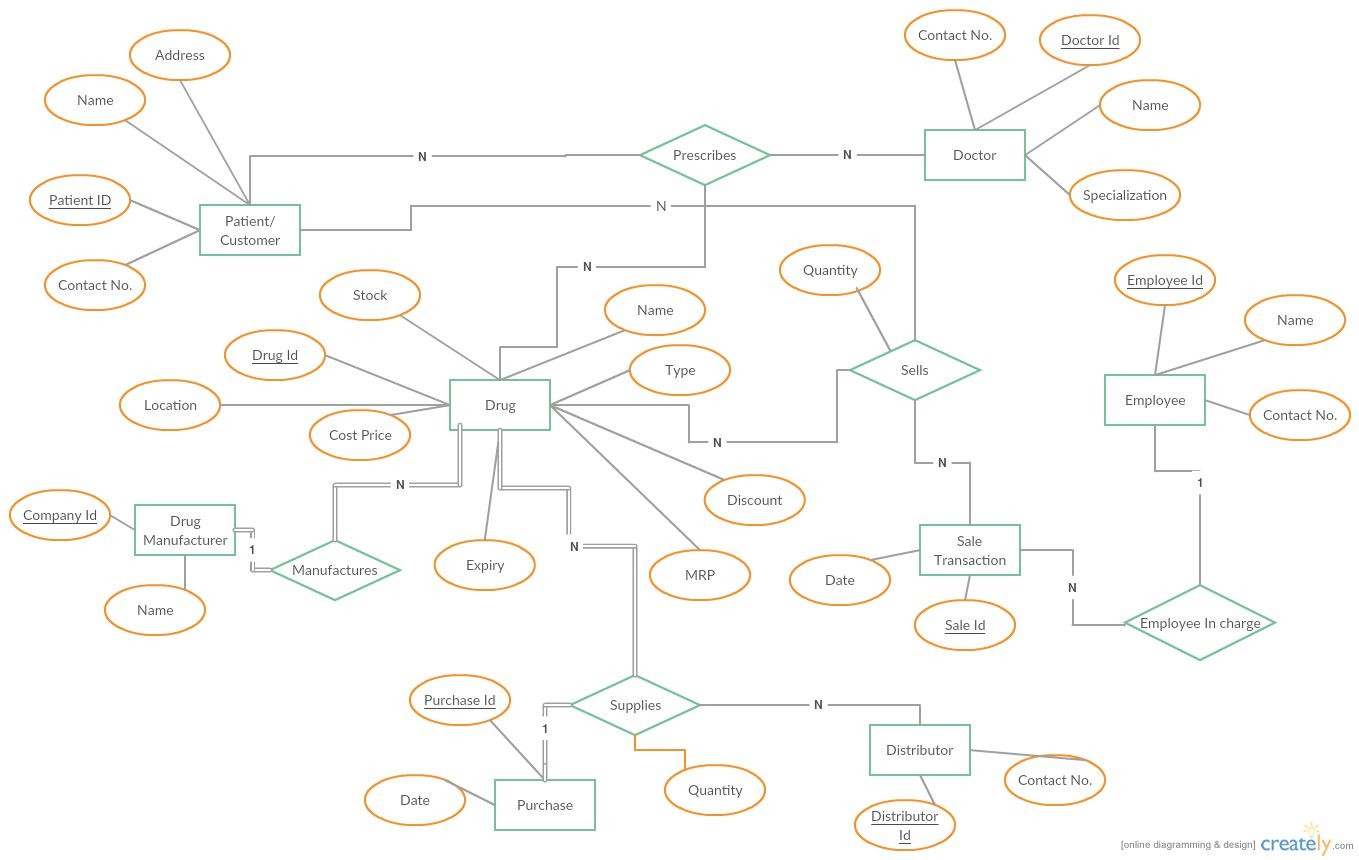 Contact No.
Doctor Id
Address
Name
Name
Prescribes
N
N
Doctor
Patient ID
Specialization
N
Patient/
Customer
Contact No.
N
Quantity
Employee Id
Stock
Name
Name
Drug Id
Type
Sells
Location
Drug
Employee
Contact No.
Cost Price
N
N
N
1
Discount
Company Id
Drug
Manufacturer
1
N
Sale
Transaction
Manufactures
Expiry
MRP
Date
N
Name
Sale Id
Employee In charge
Purchase Id
Supplies
N
1
Distributor
Quantity
Contact No.
Date
Purchase
Distributor
Id
[online diagramming & design] creately.com